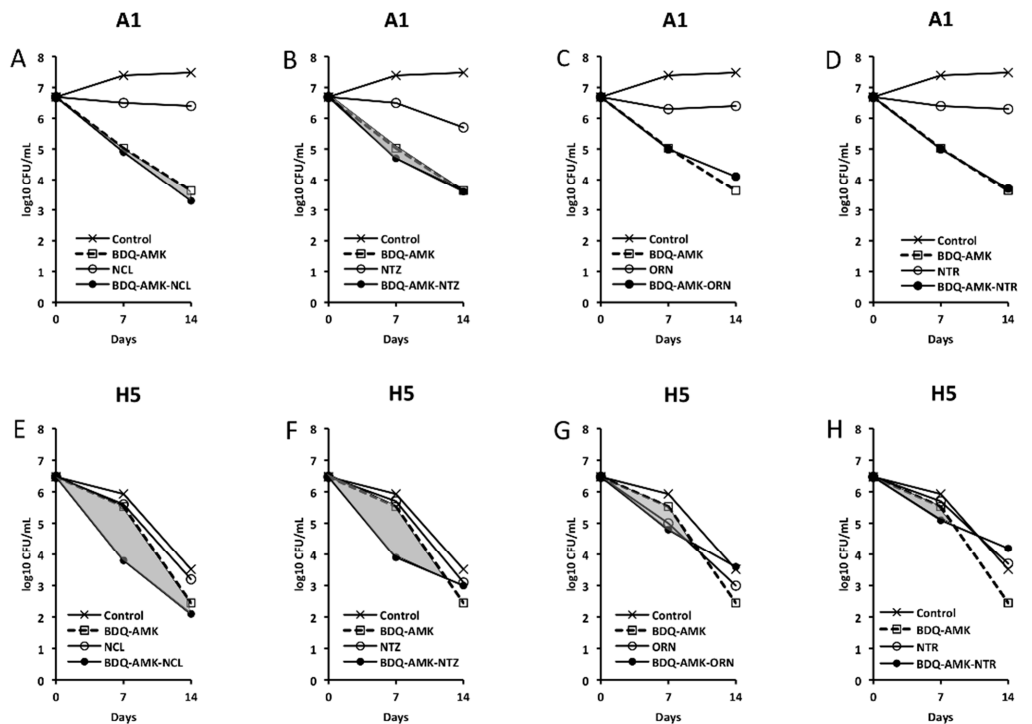 A1 A1 A1 A1
A B C D
8 8 8 8
7 7 7 7
6 6 6 6
5 5 5 5
4 4 4 4
3 3 3 3
2 2 2 2
1 1 1 1
0 0 0 0
log10 CFU/mL log10 CFU/mL log10 CFU/mL log10 CFU/mL
Control Control Control Control
BDQ-AMK BDQ-AMK BDQ-AMK BDQ-AMK
NCL NTZ ORN NTR
BDQ-AMK-NCL BDQ-AMK-NTZ BDQ-AMK-ORN BDQ-AMK-NTR
0 7 14 0 7 14 0 7 14 0 7 14
Days Days Days Days
H5 H5 H5 H5
E F G H
8 8 8 8
7 7 7 7
6 6 6 6
5 5 5 5
4 4 4 4
3 3 3 3
2 2 2 2
1 1 1 1
0 0 0 0
log10 CFU/mL log10 CFU/mL log10 CFU/mL log10 CFU/mL
Control Control Control Control
BDQ-AMK BDQ-AMK BDQ-AMK BDQ-AMK
NCL NTZ ORN NTR
BDQ-AMK-NCL BDQ-AMK-NTZ BDQ-AMK-ORN BDQ-AMK-NTR
0 7 14 0 7 14 0 7 14 0 7 14
Days Days Days Days